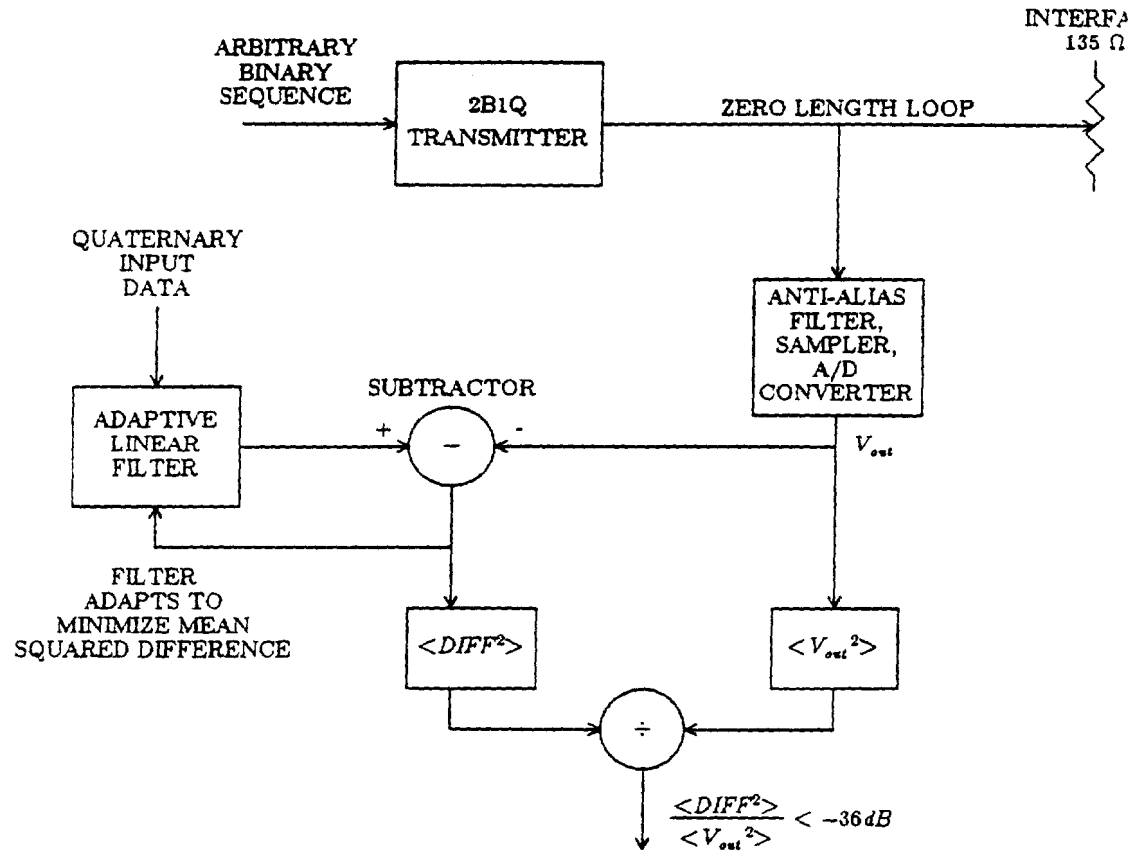 INTERFA
135 Ω
ARBITRARY
BINARY
SEQUENCE
2B1Q
TRANSMITTER
ZERO LENGTH LOOP
QUATERNARY
INPUT
DATA
ANTI-ALIAS
FILTER,
SAMPLER,
A/D
CONVERTER
SUBTRACTOR
ADAPTIVE
LINEAR
FILTER
+
−
-
V_out
FILTER
ADAPTS TO
MINIMIZE MEAN
SQUARED DIFFERENCE
<DIFF²>
<V_out²>
÷
<DIFF²>
<V_out²>
< −36dB